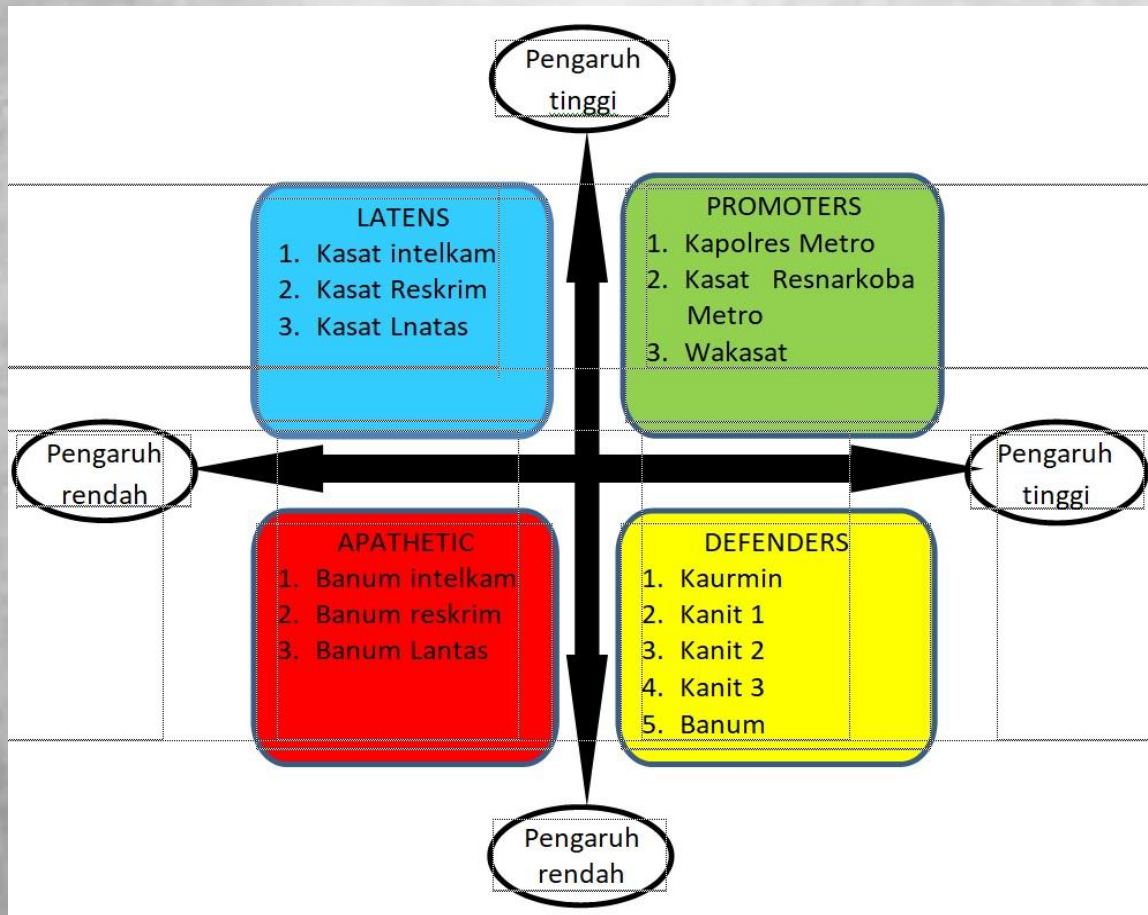 Pengaruh
tinggi
LATENS
1. Kasat intelkam
2. Kasat Reskrim
3. Kasat Lnatas
PROMOTERS
1. Kapolres Metro
2. Kasat Resnarkoba
Metro
3. Wakasat
Pengaruh
rendah
Pengaruh
tinggi
APATHETIC
1. Banum intelkam
2. Banum reskrim
3. Banum Lantas
DEFENDERS
1. Kaurmin
2. Kanit 1
3. Kanit 2
4. Kanit 3
5. Banum
Pengaruh
rendah